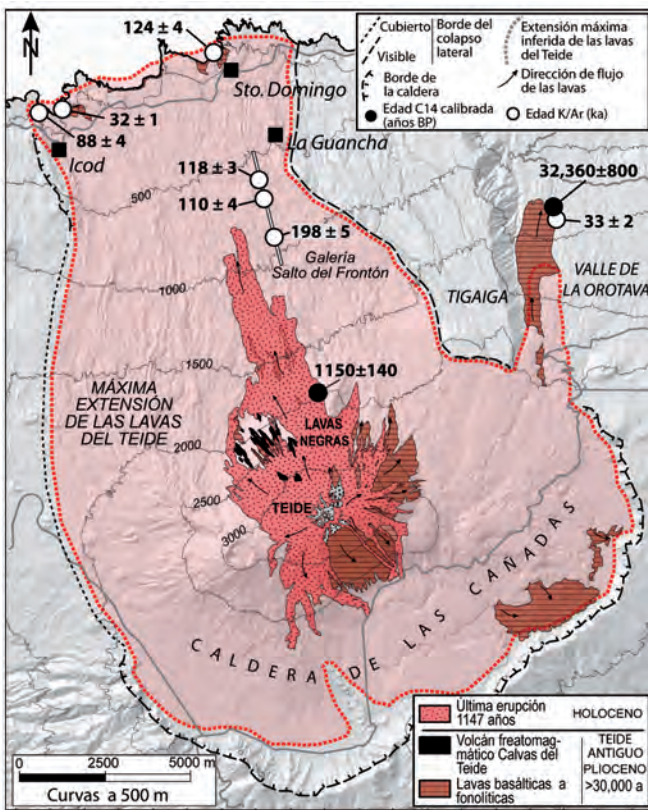 N
124 ± 4
Sto. Domingo
32 ± 1
88 ± 4
Icod
La Guancha
118 ± 3
110 ± 4
198 ± 5
Galería
Salto del Frontón
500
1000
1500
2000
2500
3000
Cubierto
Visible
Borde del
colapso
lateral
Borde de
la caldera
Edad C14 calibrada
(años BP)
Extensión máxima
inferida de las lavas
del Teide
Dirección de flujo
de las lavas
Edad K/Ar (ka)
32,360±800
33 ± 2
TIGAIGA
VALLE DE
LA OROTAVA
MÁXIMA
EXTENSIÓN
DE LAS LAVAS
DEL TEIDE
1150±140
LAVAS
NEGRAS
TEIDE
CALDERA DE LAS CAÑADAS
0 2500 5000 m
Curvas a 500 m
Última erupción
1147 años
HOLOCENO
Volcán freatomag-
mático Calvas del
Teide
Lavas basálticas a
fonolíticas
TEIDE
ANTIGUO
PLIOCENO
>30,000 a